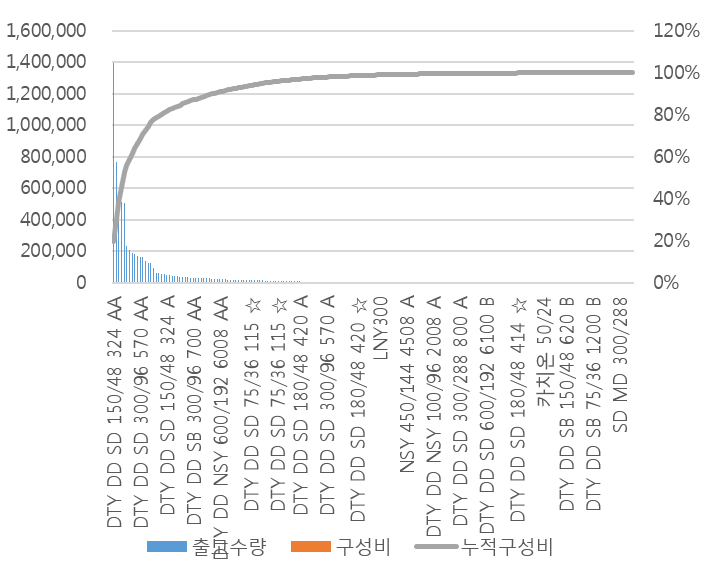 1,600,000
1,400,000
1,200,000
1,000,000
800,000
600,000
400,000
200,000
0
120%
100%
80%
60%
40%
20%
0%
DTY DD SD 150/48 324 AA
DTY DD SD 300/96 570 AA
DTY DD SD 150/48 324 A
DTY DD SB 300/96 700 AA
DTY DD NSY 600/192 6008 AA
DTY DD SD 75/36 115 ☆
DTY DD SD 75/36 115 ☆
DTY DD SD 180/48 420 A
DTY DD SD 300/96 570 A
DTY DD SD 180/48 420 ☆
LNY300
NSY 450/144 4508 A
DTY DD NSY 100/96 2008 A
DTY DD SD 300/288 800 A
DTY DD SD 600/192 6100 B
DTY DD SD 180/48 414 ☆
카치온 50/24
DTY DD SB 150/48 620 B
DTY DD SB 75/36 1200 B
SD MD 300/288
출고수량 구성비 누적구성비